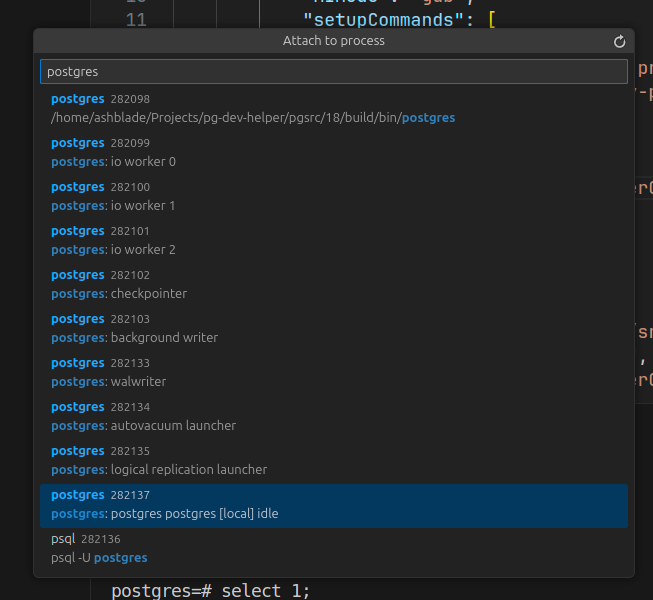 11 "setupCommands": [
Attach to process
postgres
postgres 282098
/home/ashblade/Projects/pg-dev-helper/pgsrc/18/build/bin/postgres
postgres 282099
postgres: io worker 0
postgres 282100
postgres: io worker 1
postgres 282101
postgres: io worker 2
postgres 282102
postgres: checkpointer
postgres 282103
postgres: background writer
postgres 282133
postgres: walwriter
postgres 282134
postgres: autovacuum launcher
postgres 282135
postgres: logical replication launcher
postgres 282137
postgres: postgres postgres [local] idle
psql 282136
psql -U postgres
postgres=# select 1;